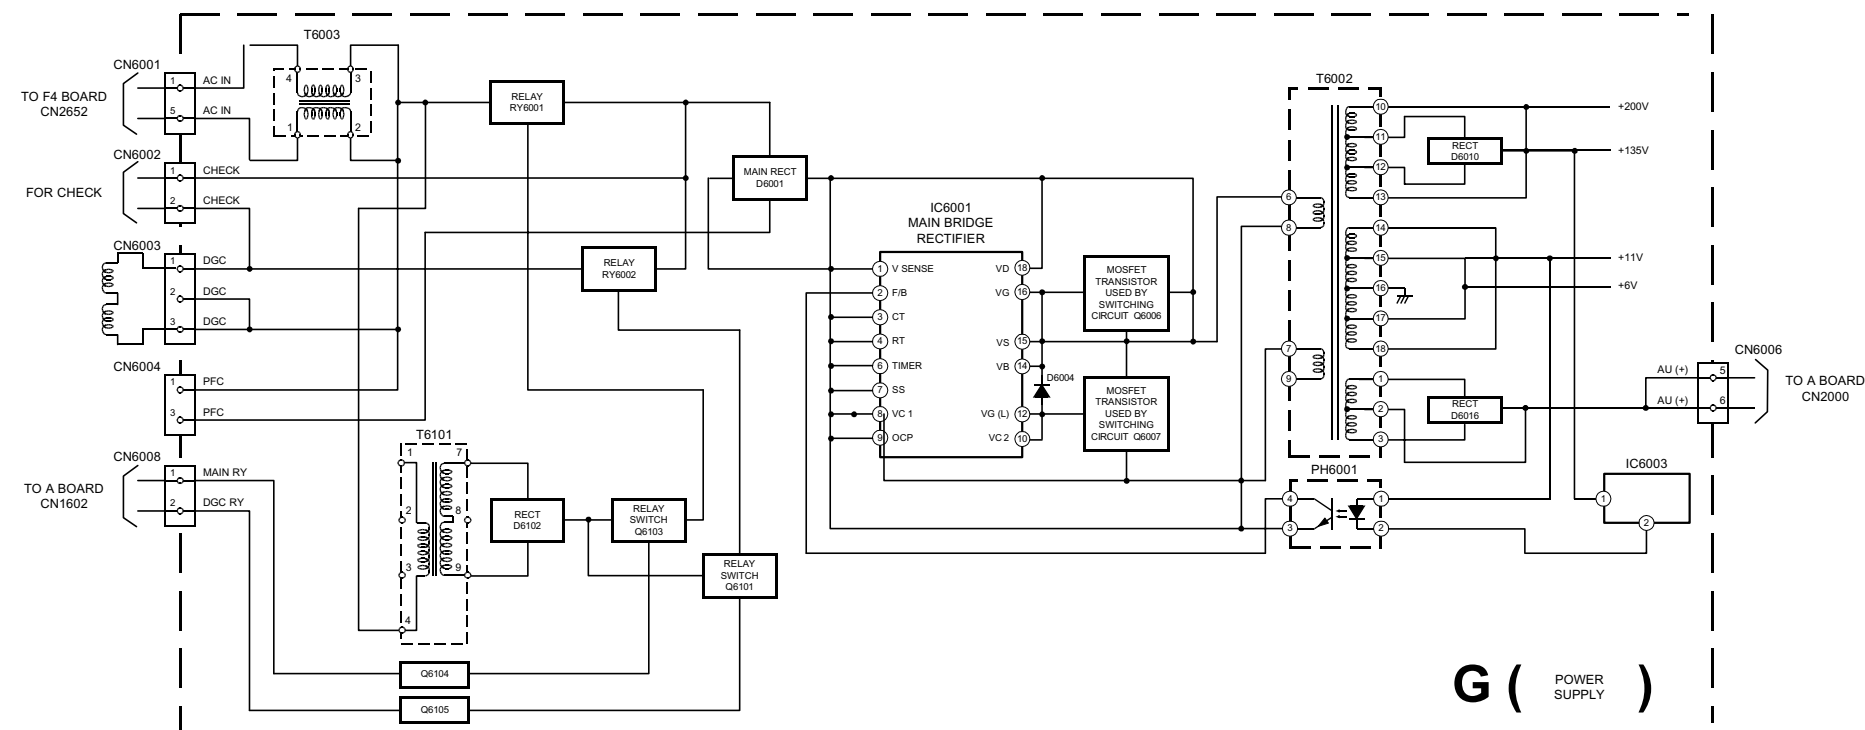 T6003
CN6001
TO F4 BOARD
CN2652
1
AC IN
5
AC IN
4
3
1
2
CN6002
FOR CHECK
1
CHECK
2
CHECK
CN6003
1
DGC
2
DGC
3
DGC
CN6004
1
PFC
3
PFC
CN6008
TO A BOARD
CN1602
1
MAIN RY
2
DGC RY
RELAY
RY6001
MAIN RECT
D6001
RELAY
RY6002
T6101
1
2
3
4
7
8
9
RECT
D6102
RELAY
SWITCH
Q6103
RELAY
SWITCH
Q6101
Q6104
Q6105
IC6001
MAIN BRIDGE
RECTIFIER
1 V SENSE
2 F/B
3 CT
4 RT
6 TIMER
7 SS
8 VC 1
9 OCP
VD 18
VG 16
VS 15
VB 14
VG (L) 12
VC 2 10
D6004
MOSFET
TRANSISTOR
USED BY
SWITCHING
CIRCUIT Q6006
MOSFET
TRANSISTOR
USED BY
SWITCHING
CIRCUIT Q6007
T6002
6
8
7
9
10
11
12
13
14
15
16
17
18
1
2
3
RECT
D6010
RECT
D6016
+200V
+135V
+11V
+6V
PH6001
4
3
1
2
IC6003
1
2
CN6006
AU (+)
5
AU (+)
6
TO A BOARD
CN2000
G (
POWER
SUPPLY
)